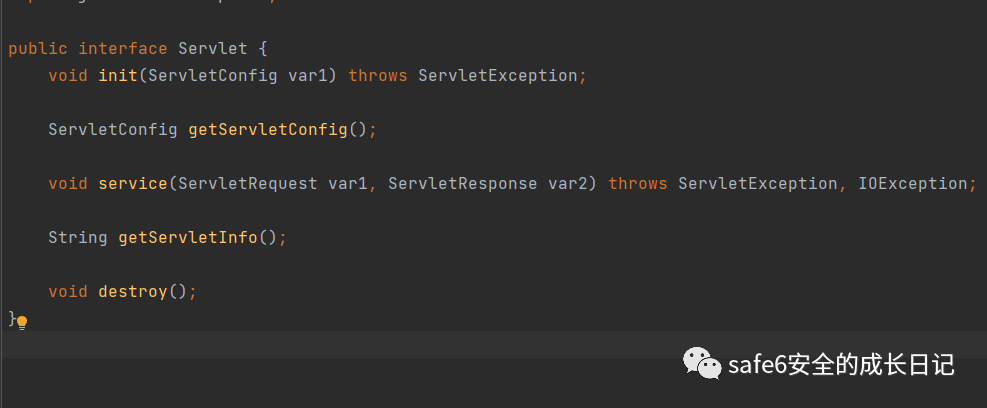 public interface Servlet {
void init(ServletConfig var1) throws ServletException;
ServletConfig getServletConfig();
void service(ServletRequest var1, ServletResponse var2) throws ServletException, IOException;
String getServletInfo();
void destroy();
}
safe6安全的成长日记